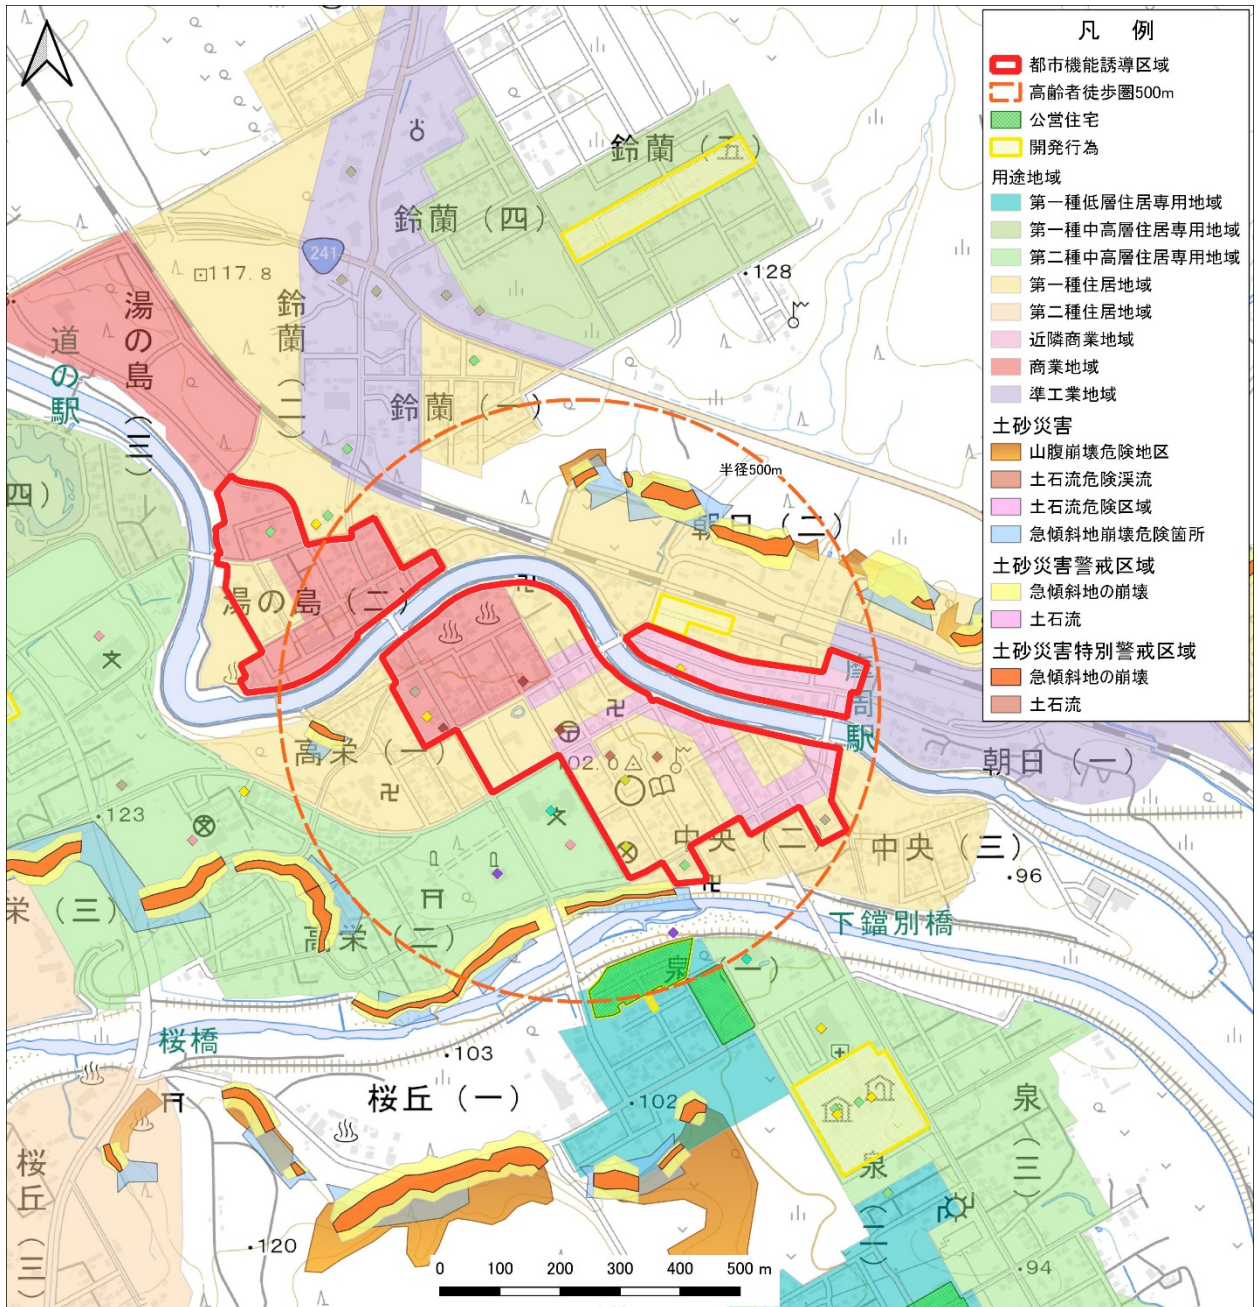 凡 例
都市機能誘導区域
高齢者徒歩圏500m
公営住宅
開発行為
用途地域
第一種低層住居専用地域
第一種中高層住居専用地域
第二種中高層住居専用地域
第一種住居地域
第二種住居地域
近隣商業地域
商業地域
準工業地域
土砂災害
山腹崩壊危険地区
土石流危険渓流
土石流危険区域
急傾斜地崩壊危険箇所
土砂災害警戒区域
急傾斜地の崩壊
土石流
土砂災害特別警戒区域
急傾斜地の崩壊
土石流
鈴蘭(五)
鈴蘭(四)
241
117.8
128
湯の島(三)
鈴蘭(二)
道の駅
鈴蘭(一)
半径500m
朝日(二)
四)
湯の島(二)
摩周駅
朝日(一)
高栄(一)
102.0
123
中央(二)
中央(三)
96
栄(三)
高栄(二)
下鐺別橋
泉(一)
桜橋
103
桜丘(一)
102
泉(三)
桜丘(三)
泉(二)
120
94
0 100 200 300 400 500 m